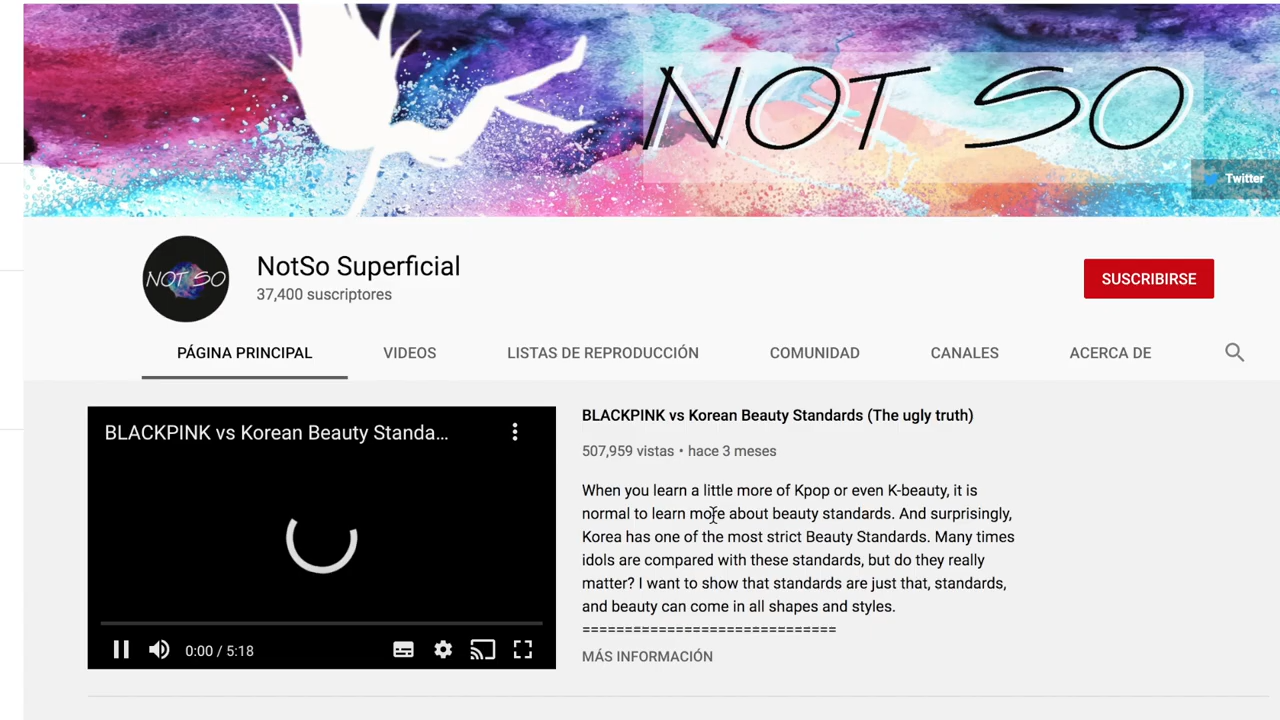 NOT SO
Twitter
NOT SO
NotSo Superficial
37,400 suscriptores
SUSCRIBIRSE
PÁGINA PRINCIPAL VIDEOS LISTAS DE REPRODUCCIÓN COMUNIDAD CANALES ACERCA DE
BLACKPINK vs Korean Beauty Standa...
BLACKPINK vs Korean Beauty Standards (The ugly truth)
507,959 vistas • hace 3 meses
When you learn a little more of Kpop or even K-beauty, it is
normal to learn more about beauty standards. And surprisingly,
Korea has one of the most strict Beauty Standards. Many times
idols are compared with these standards, but do they really
matter? I want to show that standards are just that, standards,
and beauty can come in all shapes and styles.
==============================
MÁS INFORMACIÓN
0:00 / 5:18